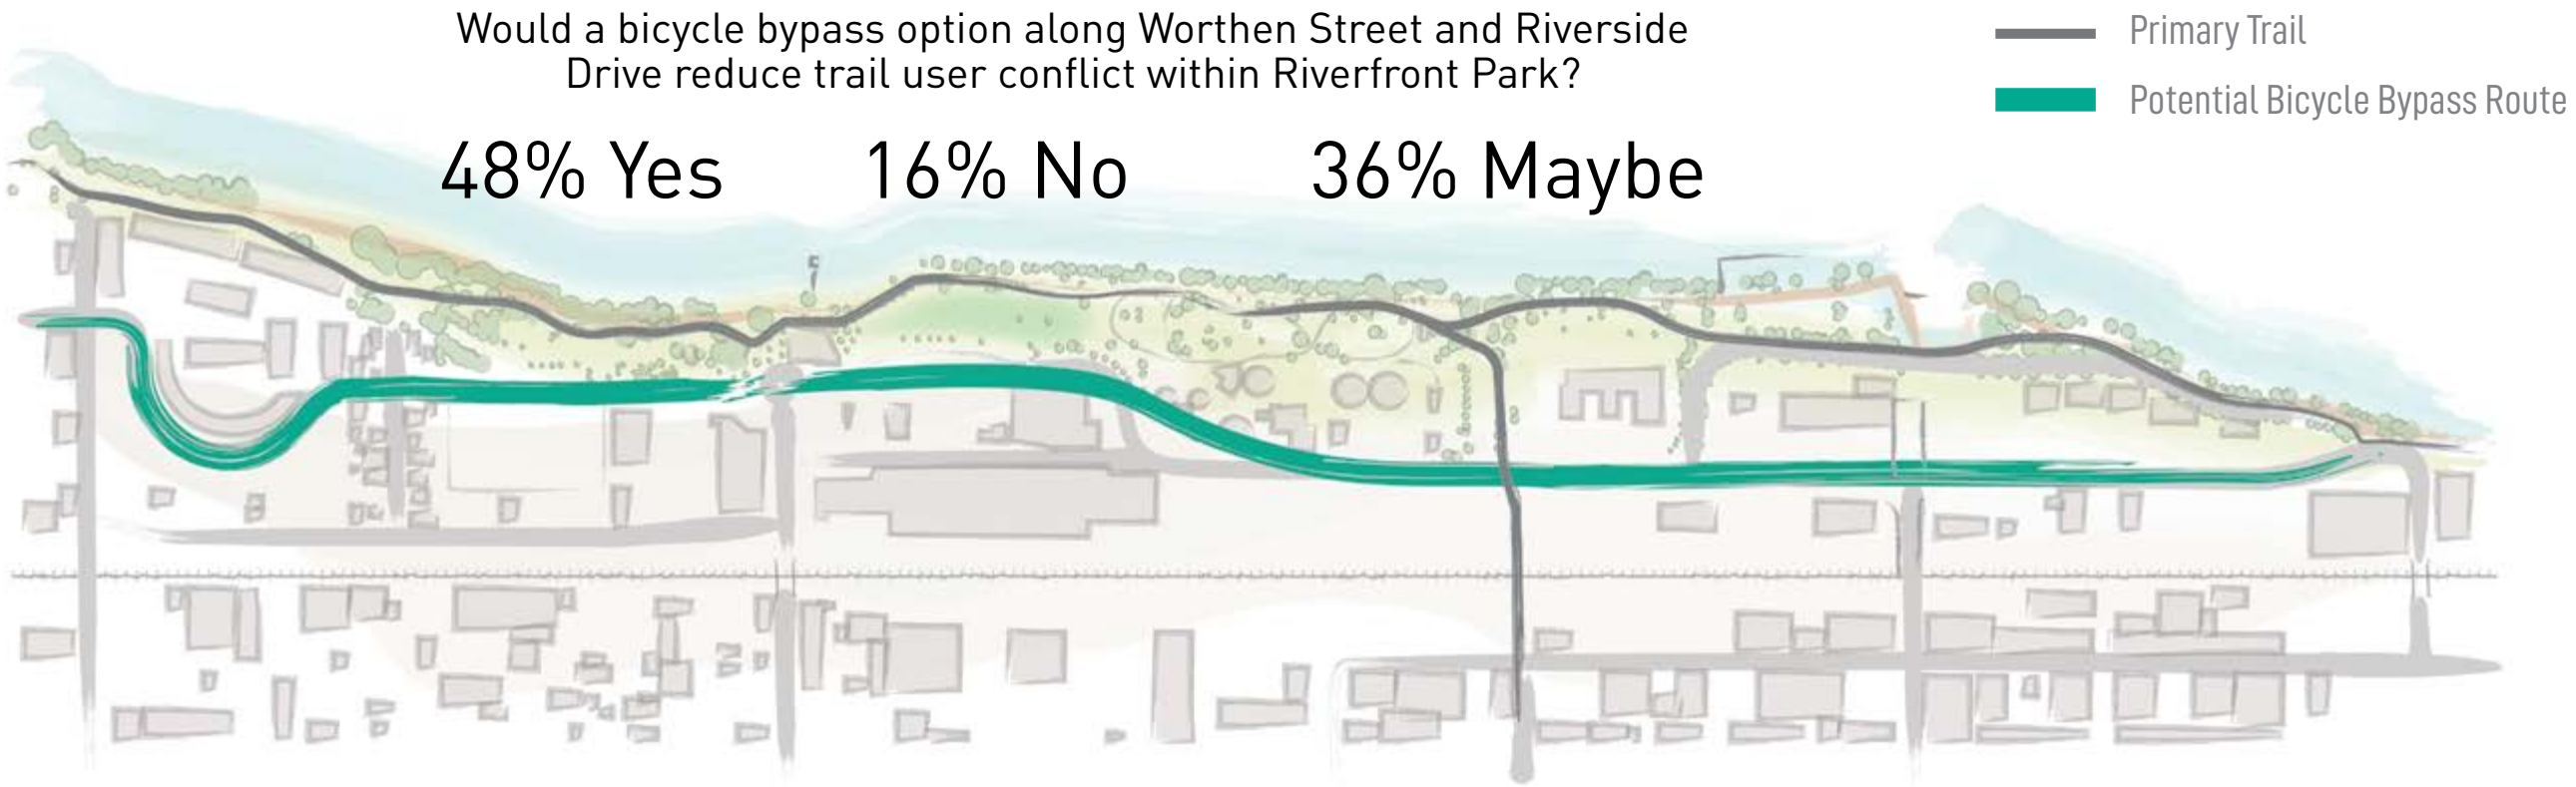 Would a bicycle bypass option along Worthen Street and Riverside
Drive reduce trail user conflict within Riverfront Park?
48% Yes 16% No 36% Maybe
Primary Trail
Potential Bicycle Bypass Route